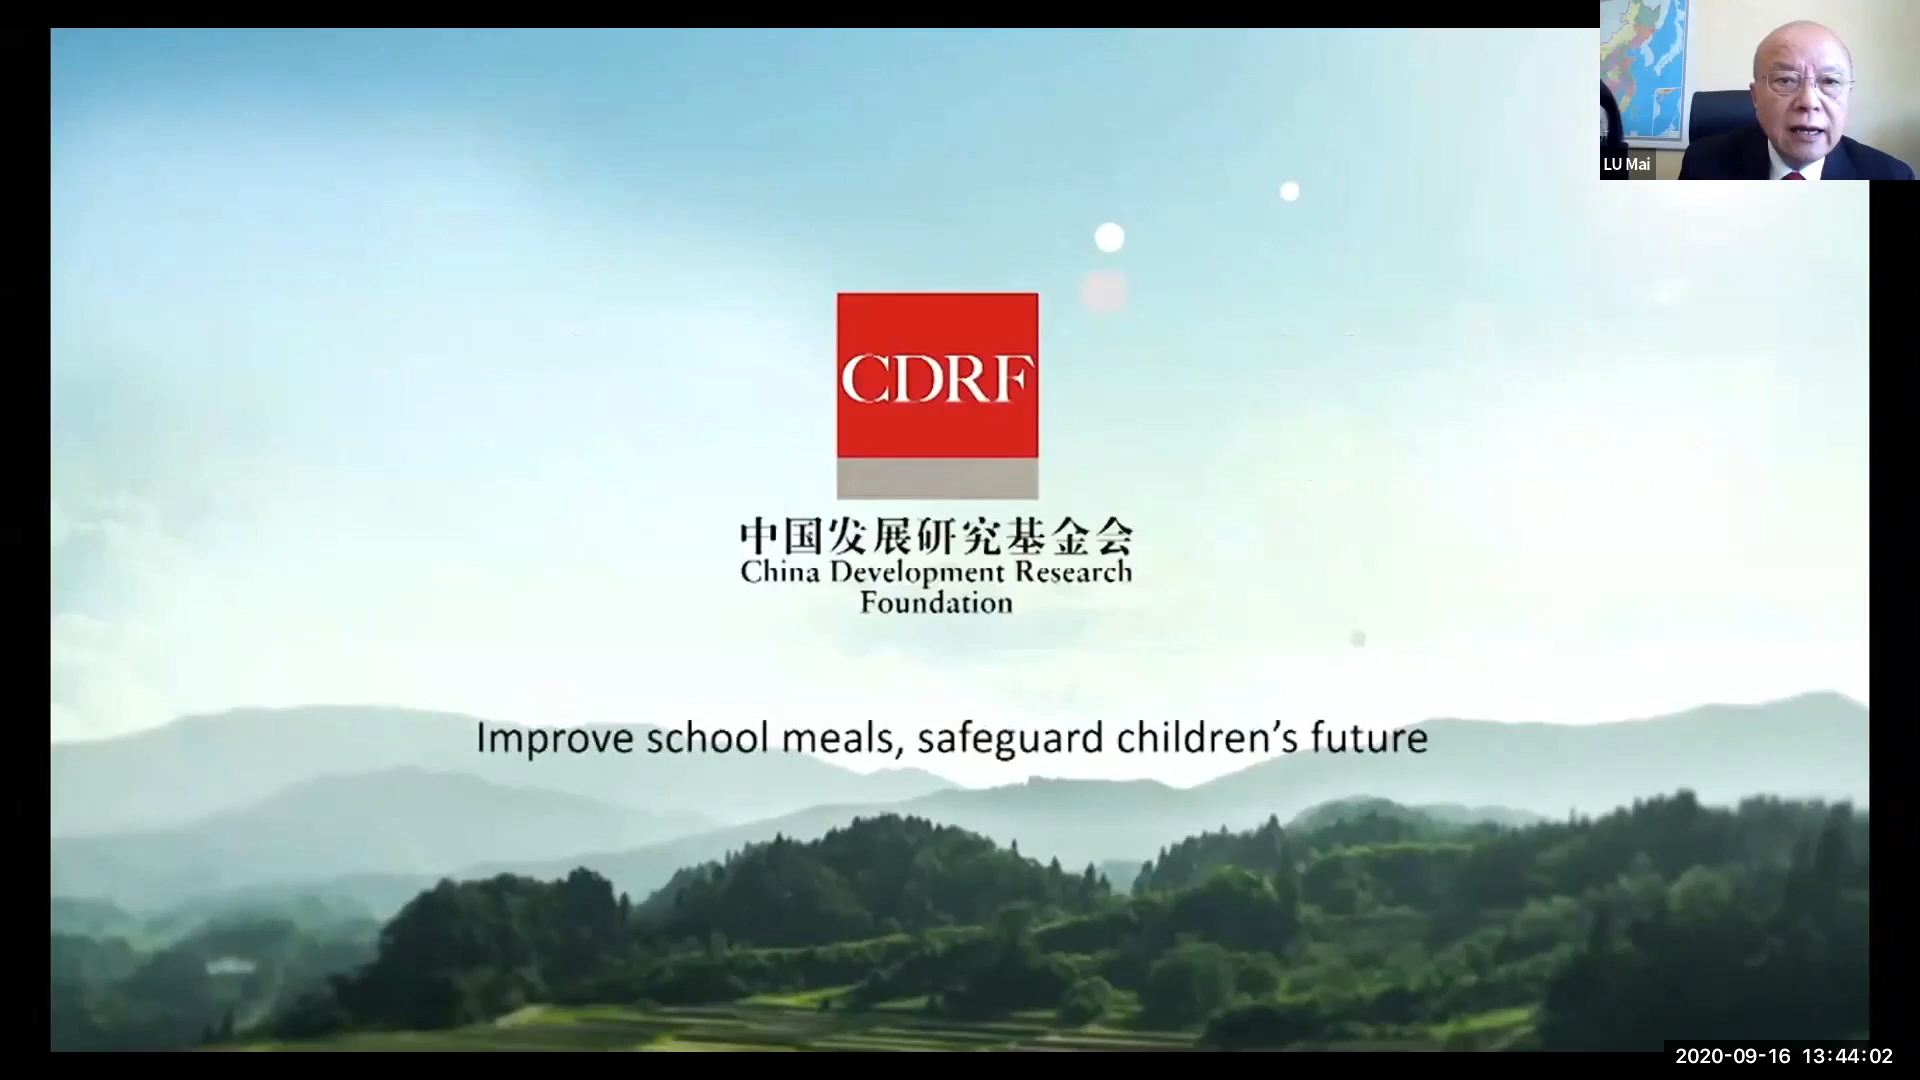 LU Mai
CDRF
中国发展研究基金会
China Development Research
Foundation
Improve school meals, safeguard children’s future
2020-09-16 13:44:02